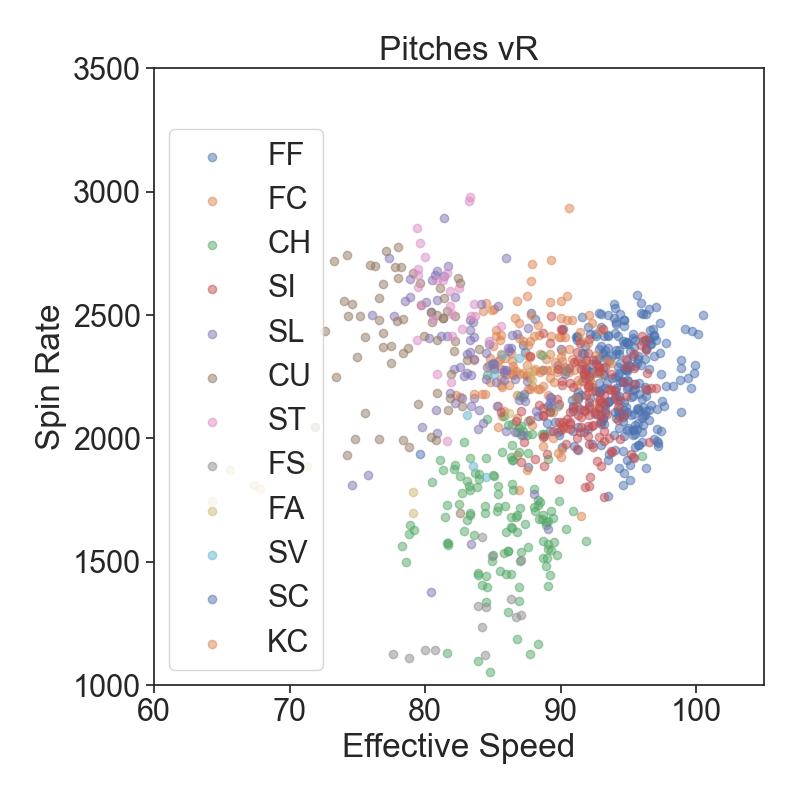 Pitches vR
Spin Rate
3500
3000
2500
2000
1500
1000
FF
FC
CH
SI
SL
CU
ST
FS
FA
SV
SC
KC
60
70
80
90
100
Effective Speed